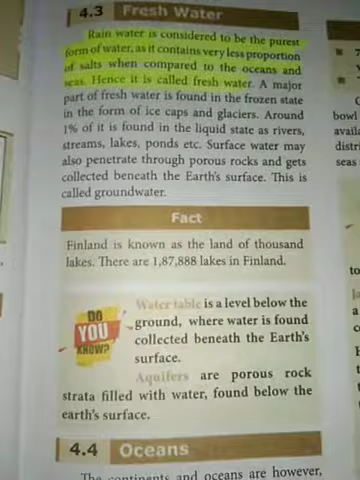 4.3 Fresh Water
Rain water is considered to be the purest
form of water, as it contains very less proportion
of salts when compared to the oceans and
seas. Hence it is called fresh water. A major
part of fresh water is found in the frozen state
in the form of ice caps and glaciers. Around
1% of it is found in the liquid state as rivers,
streams, lakes, ponds etc. Surface water may
also penetrate through porous rocks and gets
collected beneath the Earth's surface. This is
called groundwater.
Fact
Finland is known as the land of thousand
lakes. There are 1,87,888 lakes in Finland.
DO
YOU
KNOW?
Water table is a level below the
ground, where water is found
collected beneath the Earth's
surface.
Aquifers are porous rock
strata filled with water, found below the
earth's surface.
4.4 Oceans
The continents and oceans are however,
bowl
availa
distri
seas
to